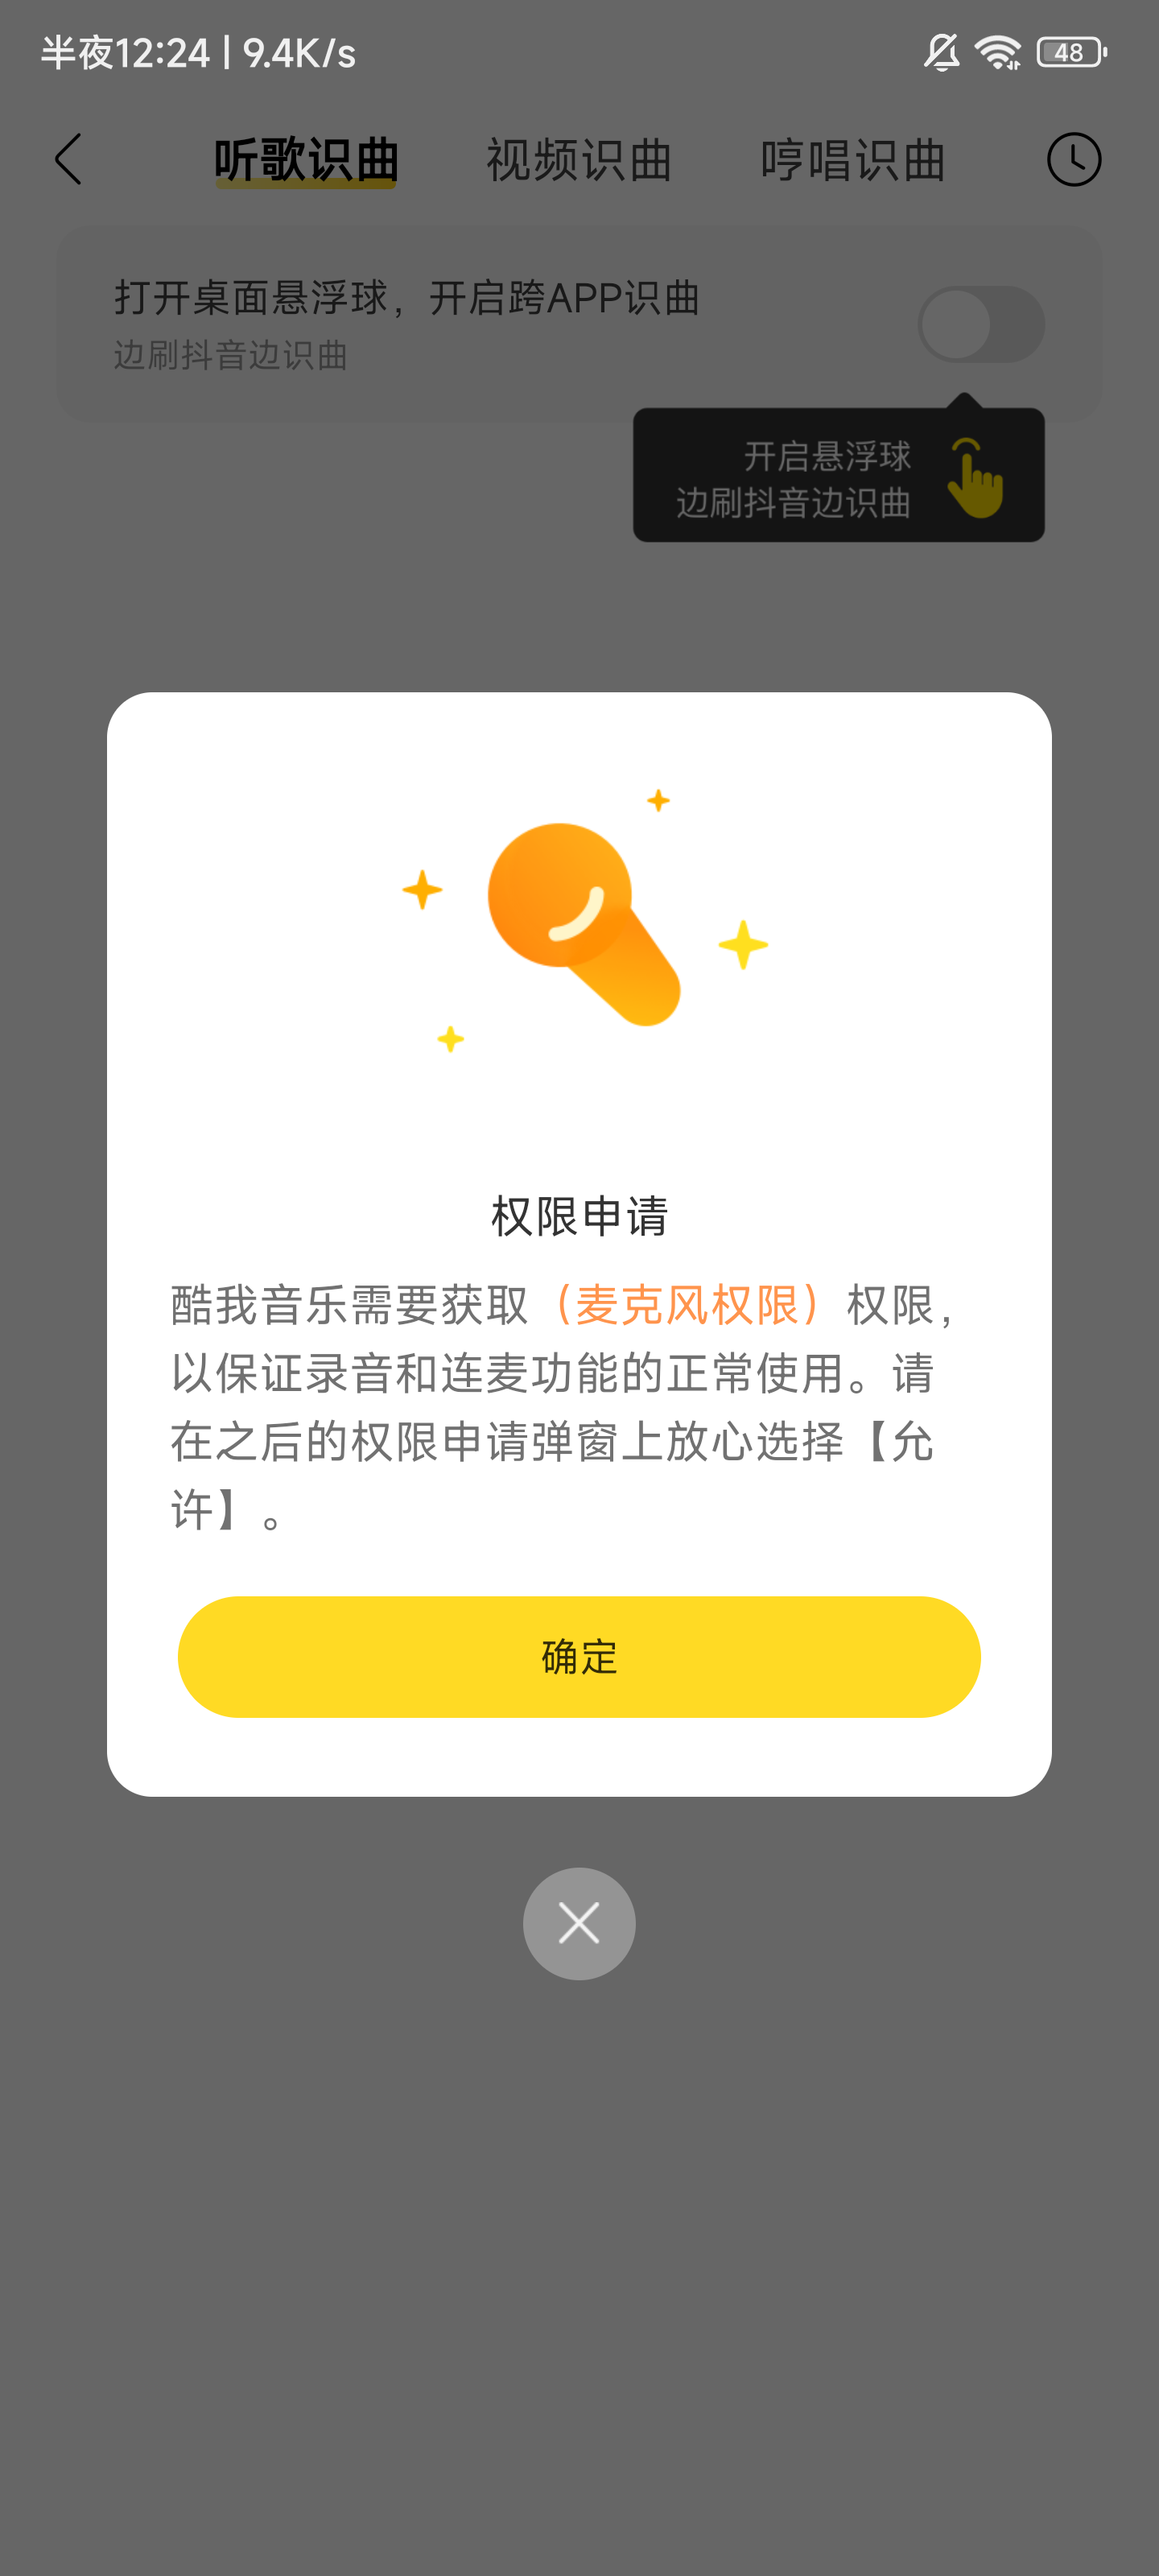 半夜12:24 | 9.4K/s
48
听歌识曲 视频识曲 哼唱识曲
打开桌面悬浮球，开启跨APP识曲
边刷抖音边识曲
开启悬浮球
边刷抖音边识曲
权限申请
酷我音乐需要获取（麦克风权限）权限，
以保证录音和连麦功能的正常使用。请
在之后的权限申请弹窗上放心选择【允
许】。
确定